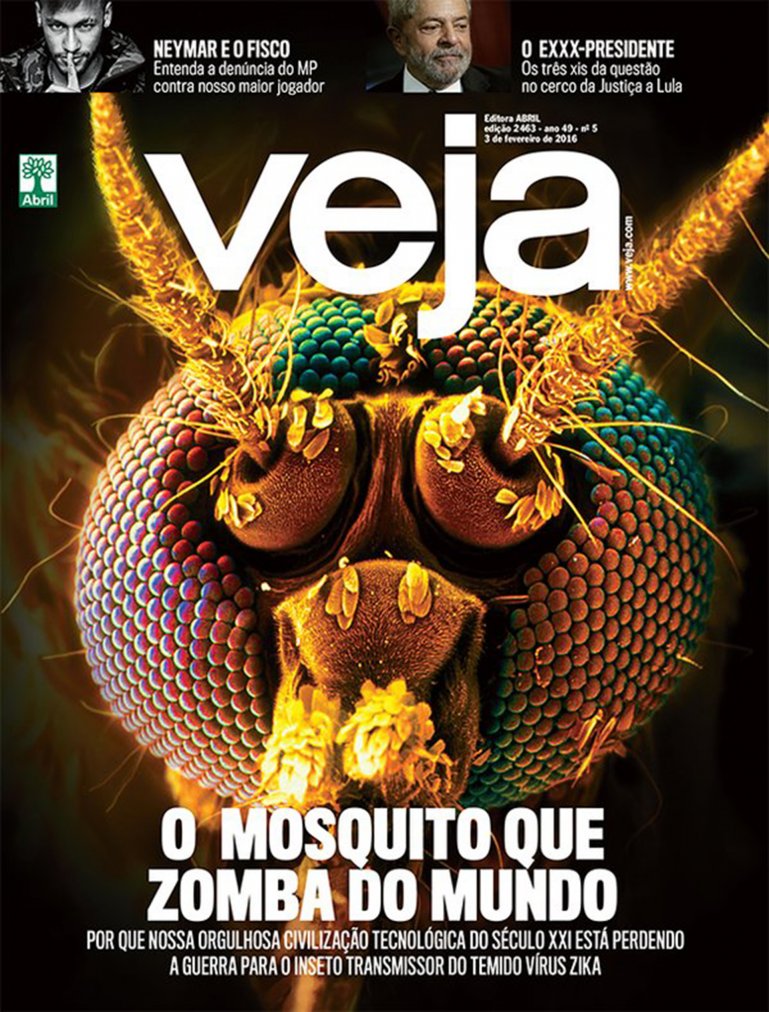 NEYMAR E O FISCO
Entenda a denúncia do MP
contra nosso maior jogador
O EXXX-PRESIDENTE
Os três xis da questão
no cerco da Justiça a Lula
Editora ABRIL
edição 2463 - ano 49 - nº 5
3 de fevereiro de 2016
veja
www.veja.com
Abril
O MOSQUITO QUE
ZOMBA DO MUNDO
POR QUE NOSSA ORGULHOSA CIVILIZAÇÃO TECNOLÓGICA DO SÉCULO XXI ESTÁ PERDENDO
A GUERRA PARA O INSETO TRANSMISSOR DO TEMIDO VÍRUS ZIKA